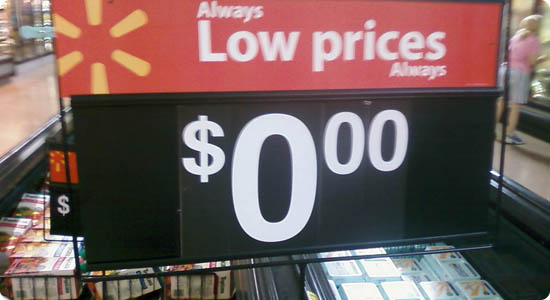 Always
Low prices
Always
$0.00
$